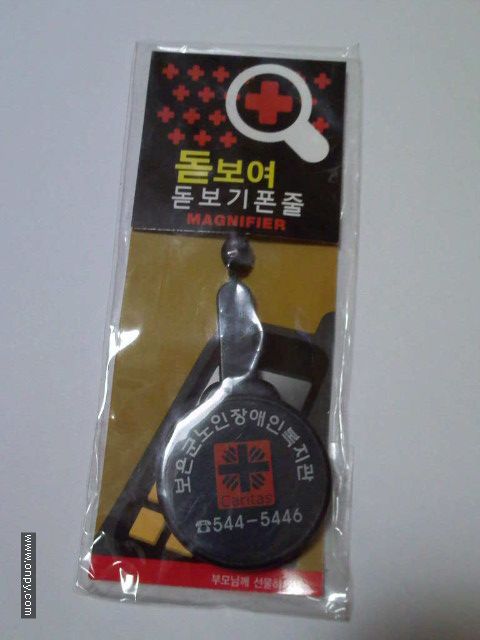 돋보여
돋보기폰줄
MAGNIFIER
보은군노인장애인복지관
Caritas
☎544-5446
부모님께 선물하
www.onpy.com